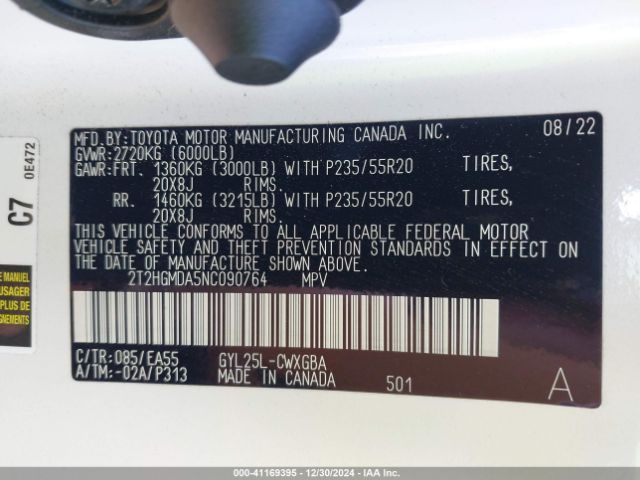 MFD.BY:TOYOTA MOTOR MANUFACTURING CANADA INC. 08/22
GVWR:2720KG (6000LB)
GAWR:FRT. 1360KG (3000LB) WITH P235/55R20 TIRES,
20X8J RIMS.
RR. 1460KG (3215LB) WITH P235/55R20 TIRES,
20X8J RIMS.
THIS VEHICLE CONFORMS TO ALL APPLICABLE FEDERAL MOTOR
VEHICLE SAFETY AND THEFT PREVENTION STANDARDS IN EFFECT ON
THE DATE OF MANUFACTURE SHOWN ABOVE.
2T2HGMDA5NC090764 MPV
C/TR:085/EA55 GYL25L-CWXGBA
A/TM:-02A/P313 MADE IN CANADA 501 A
C7 0E472
E MANUEL
USAGER
PLUS DE
IGNEMENTS
© 0-41169395 - 12/30/2024 - IAA Inc.